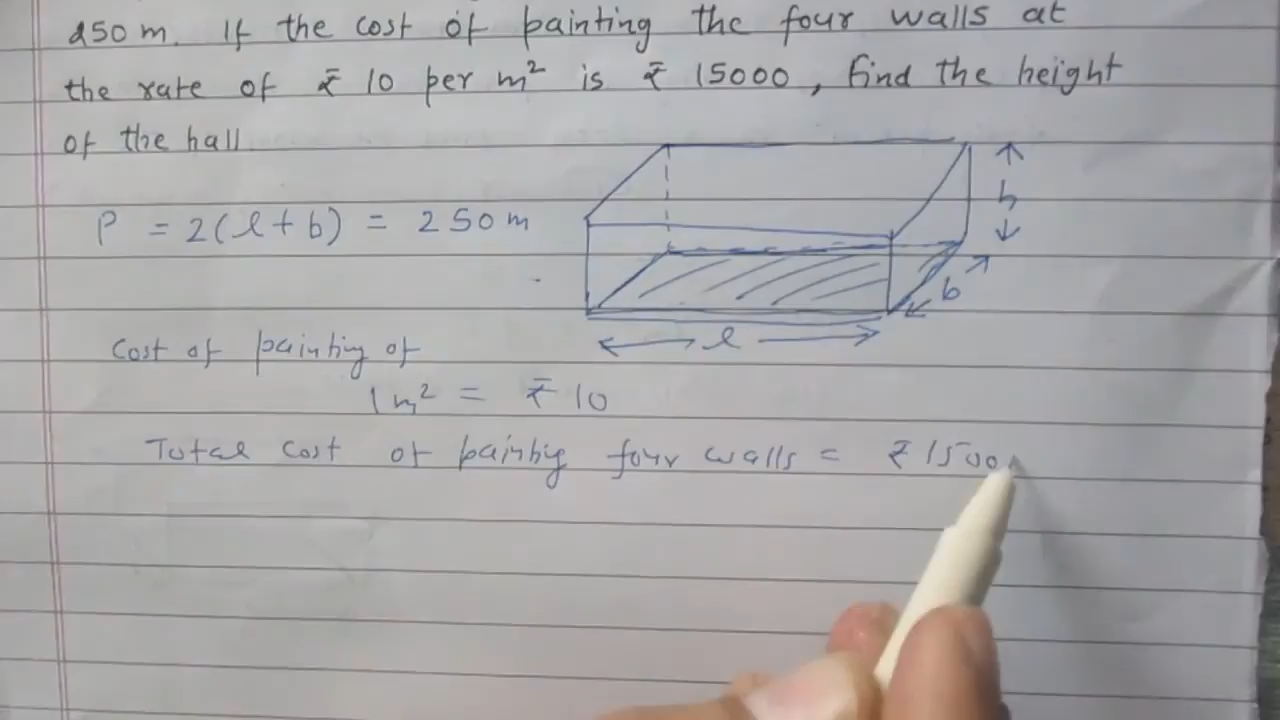 250 m. If the cost of painting the four walls at
the rate of ₹ 10 per m² is ₹ 15000, find the height
of the hall
h
P = 2(l+b) = 250 m
b
l
Cost of painting of
1 m² = ₹ 10
Total cost of painting four walls = ₹ 1500